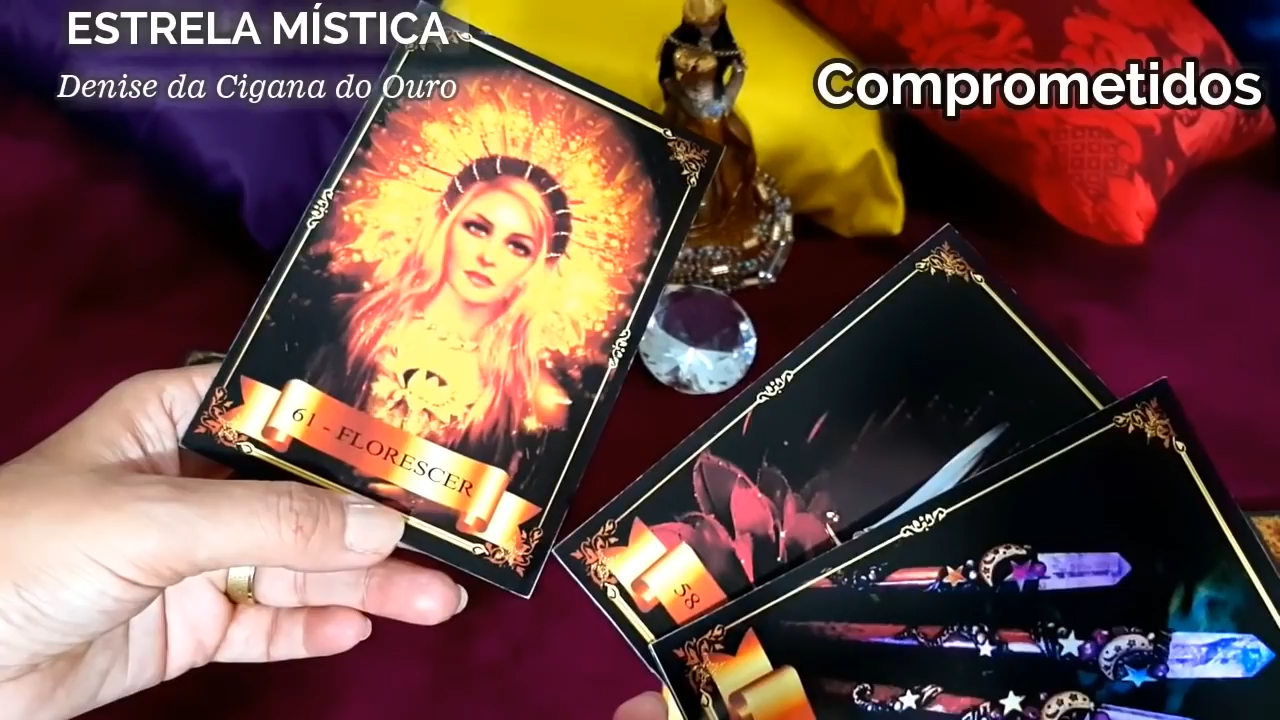 ESTRELA MÍSTICA
Denise da Cigana do Ouro
Comprometidos
61 - FLORESCER
58